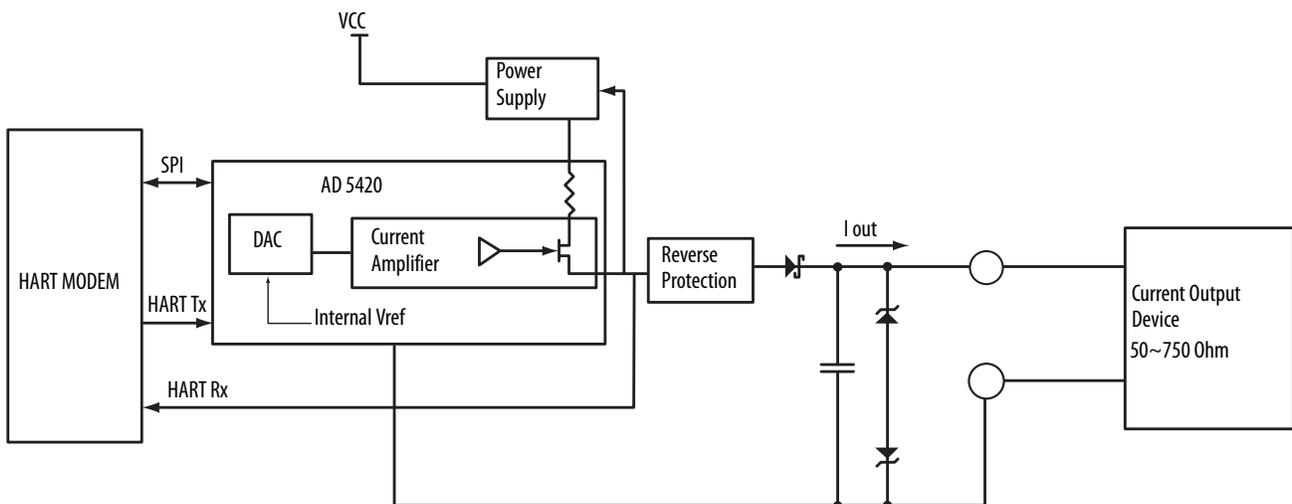 VCC
Power
Supply
SPI
AD 5420
DAC
Current
Amplifier
I out
Reverse
Protection
HART MODEM
HART Tx
Internal Vref
Current Output
Device
50~750 Ohm
HART Rx